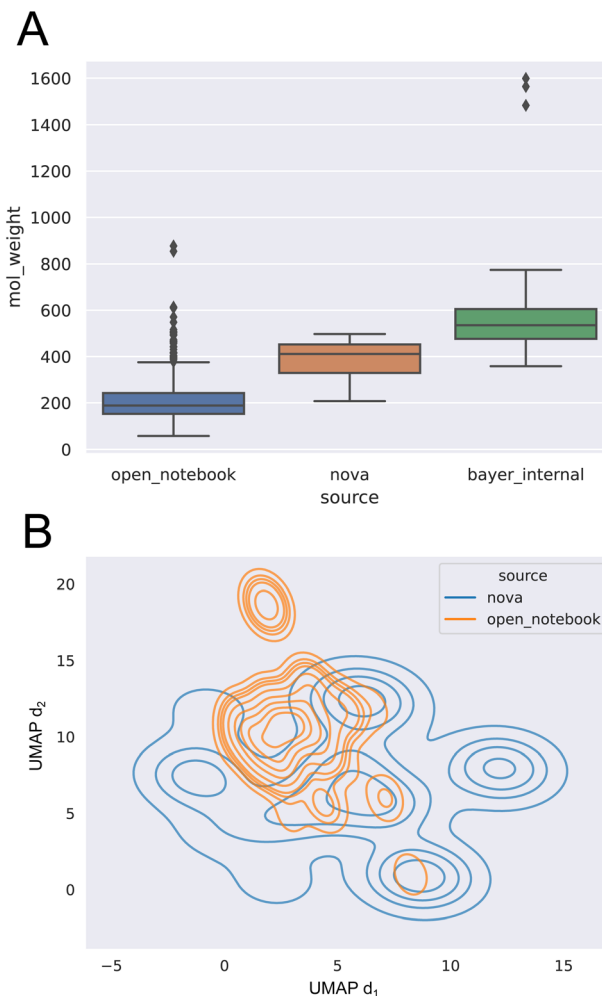 A
1600
1400
1200
1000
800
600
400
200
0
mol_weight
open_notebook nova bayer_internal
source
B
source
nova
open_notebook
20
15
10
5
0
UMAP d2
−5 0 5 10 15
UMAP d1